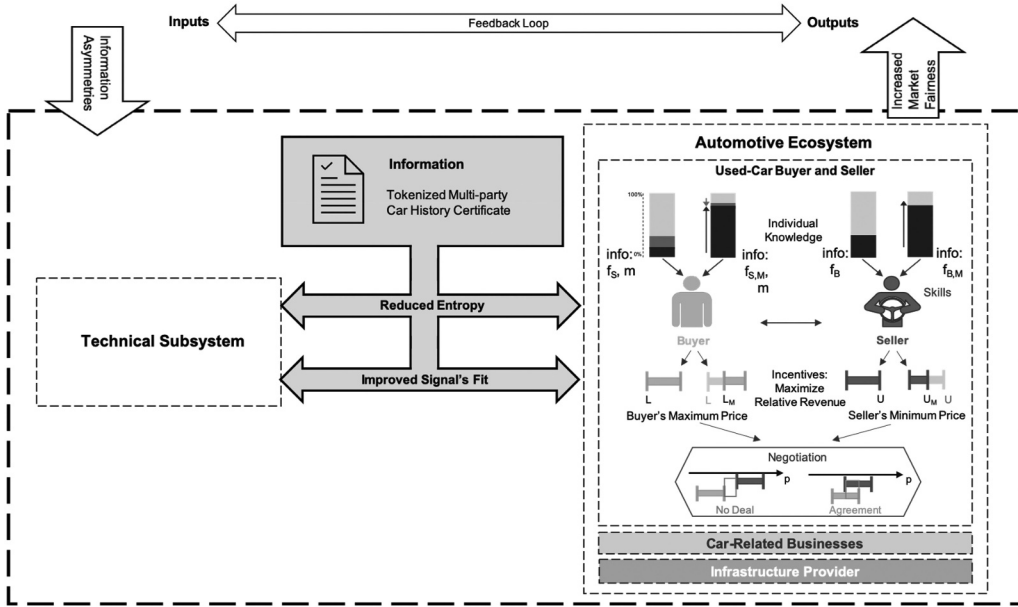 Inputs
Feedback Loop
Outputs
Information
Asymmetries
Increased
Market
Fairness
Automotive Ecosystem
Used-Car Buyer and Seller
Information
Tokenized Multi-party
Car History Certificate
100%
0%
Individual
Knowledge
info:
fS, m
info:
fS,M,
m
info:
fB
info:
fB,M
Skills
Reduced Entropy
Technical Subsystem
Buyer
Seller
Improved Signal's Fit
Incentives:
Maximize
Relative Revenue
L
L
LM
U
UM
U
Buyer's Maximum Price
Seller's Minimum Price
Negotiation
p
p
No Deal
Agreement
Car-Related Businesses
Infrastructure Provider